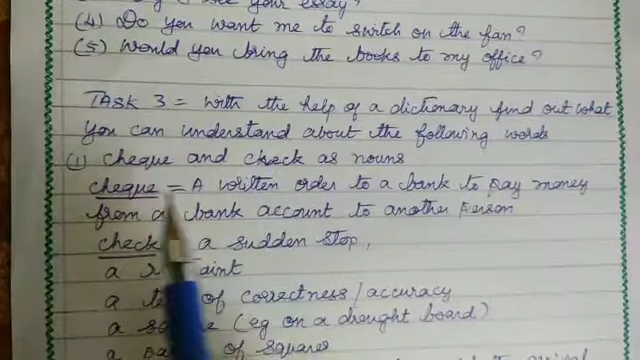 see your essay?
(4) Do you want me to switch on the fan?
(5) Would you bring the books to my office?
TASK 3 = With the help of a dictionary find out what
you can understand about the following words
(1) cheque and check as nouns
cheque = A written order to a bank to pay money
from a bank account to another person
check a sudden stop,
a
a of correctness/accuracy
a (eg on a draught board)
a of squares